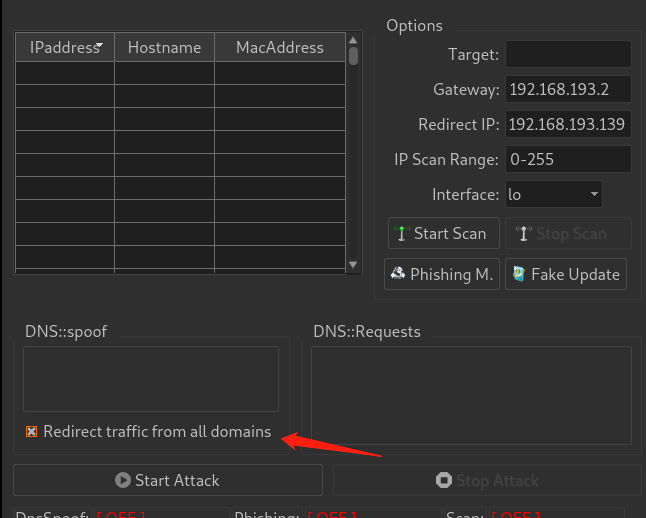 Options
IPaddress Hostname MacAddress
Target:
Gateway: 192.168.193.2
Redirect IP: 192.168.193.139
IP Scan Range: 0-255
Interface: lo
Start Scan Stop Scan
Phishing M. Fake Update
DNS::spoof DNS::Requests
Redirect traffic from all domains
Start Attack Stop Attack
DnsSpoof: [ OFF ] Phishing: [ OFF ] Scan: [ OFF ]